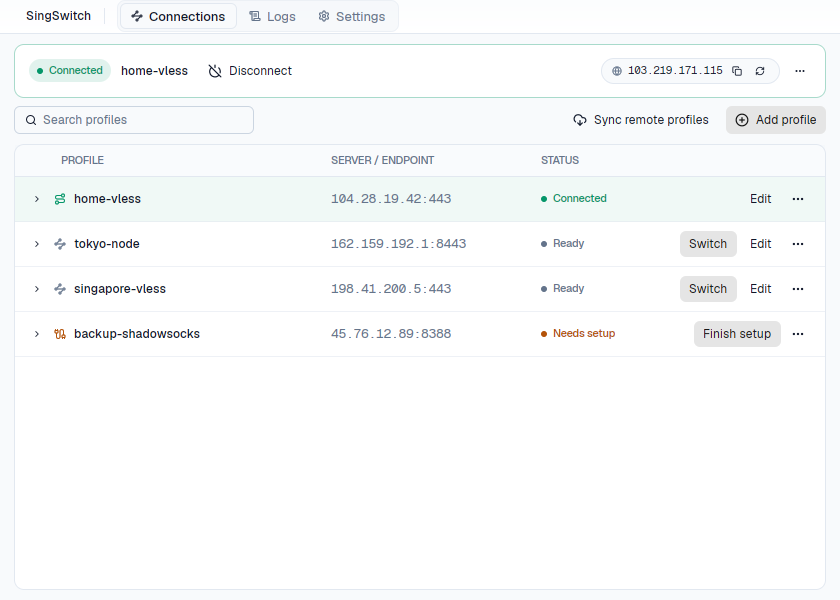 SingSwitch
Connections
Logs
Settings
Connected
home-vless
Disconnect
103.219.171.115
Search profiles
Sync remote profiles
Add profile
PROFILE SERVER / ENDPOINT STATUS
home-vless 104.28.19.42:443 Connected Edit
tokyo-node 162.159.192.1:8443 Ready Switch Edit
singapore-vless 198.41.200.5:443 Ready Switch Edit
backup-shadowsocks 45.76.12.89:8388 Needs setup Finish setup